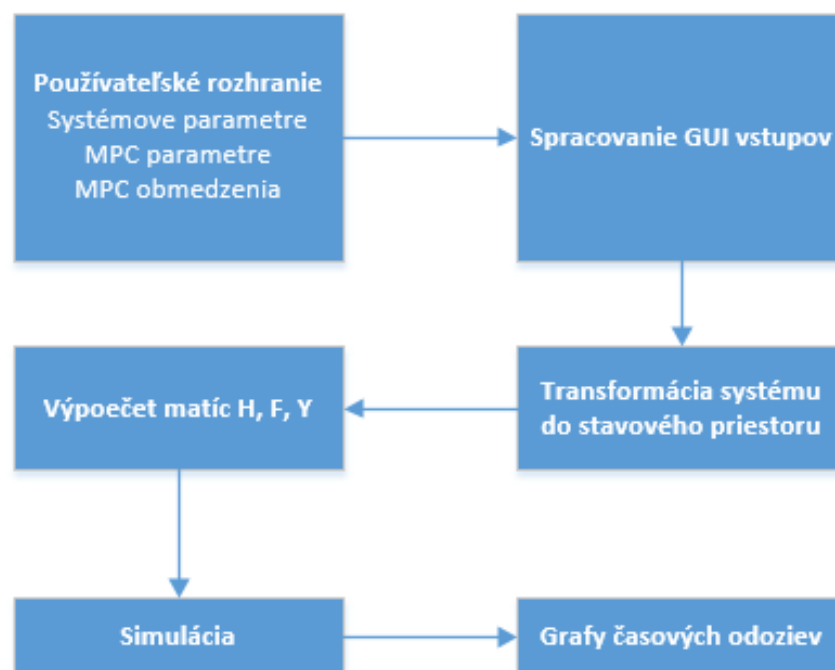 Používateľské rozhranie
Systémove parametre
MPC parametre
MPC obmedzenia
Spracovanie GUI vstupov
Transformácia systému
do stavového priestoru
Výpoečet matíc H, F, Y
Simulácia
Grafy časových odoziev